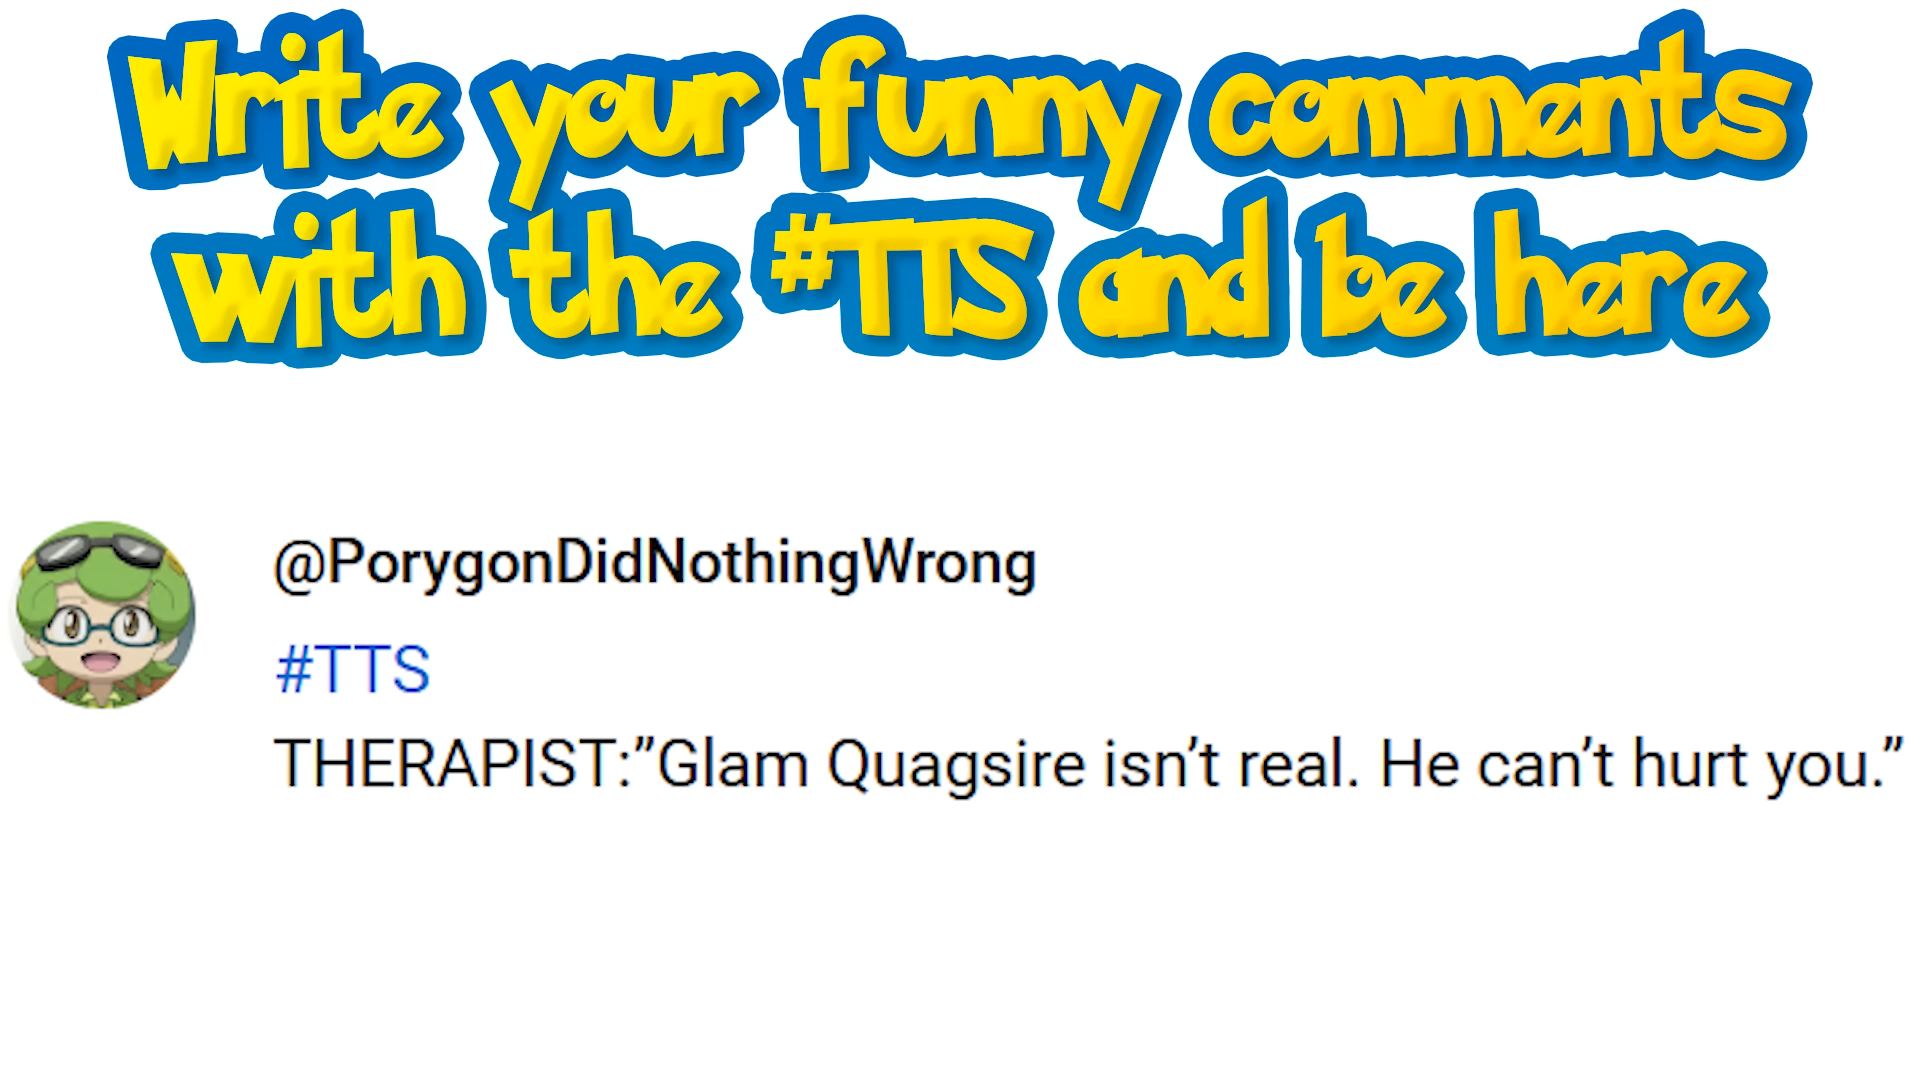 Write your funny comments
with the #TTS and be here
@PorygonDidNothingWrong
#TTS
THERAPIST:”Glam Quagsire isn’t real. He can’t hurt you.”